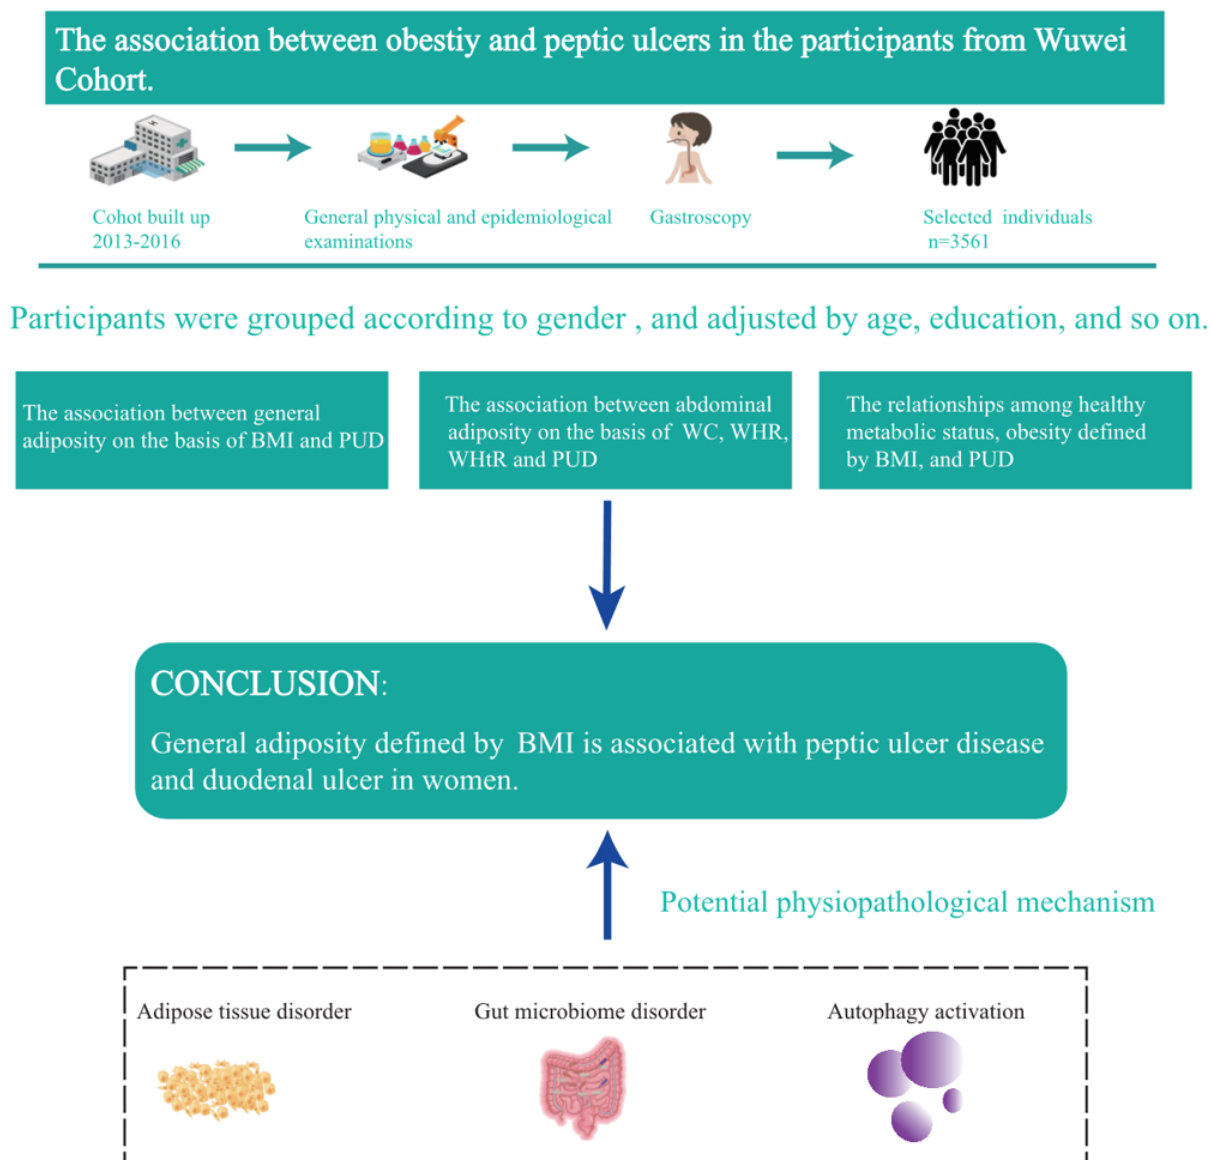 The association between obestiy and peptic ulcers in the participants from Wuwei
Cohort.
Cohot built up
2013-2016
General physical and epidemiological
examinations
Gastroscopy
Selected individuals
n=3561
Participants were grouped according to gender , and adjusted by age, education, and so on.
The association between general
adiposity on the basis of BMI and PUD
The association between abdominal
adiposity on the basis of WC, WHR,
WHtR and PUD
The relationships among healthy
metabolic status, obesity defined
by BMI, and PUD
CONCLUSION:
General adiposity defined by BMI is associated with peptic ulcer disease
and duodenal ulcer in women.
Potential physiopathological mechanism
Adipose tissue disorder
Gut microbiome disorder
Autophagy activation